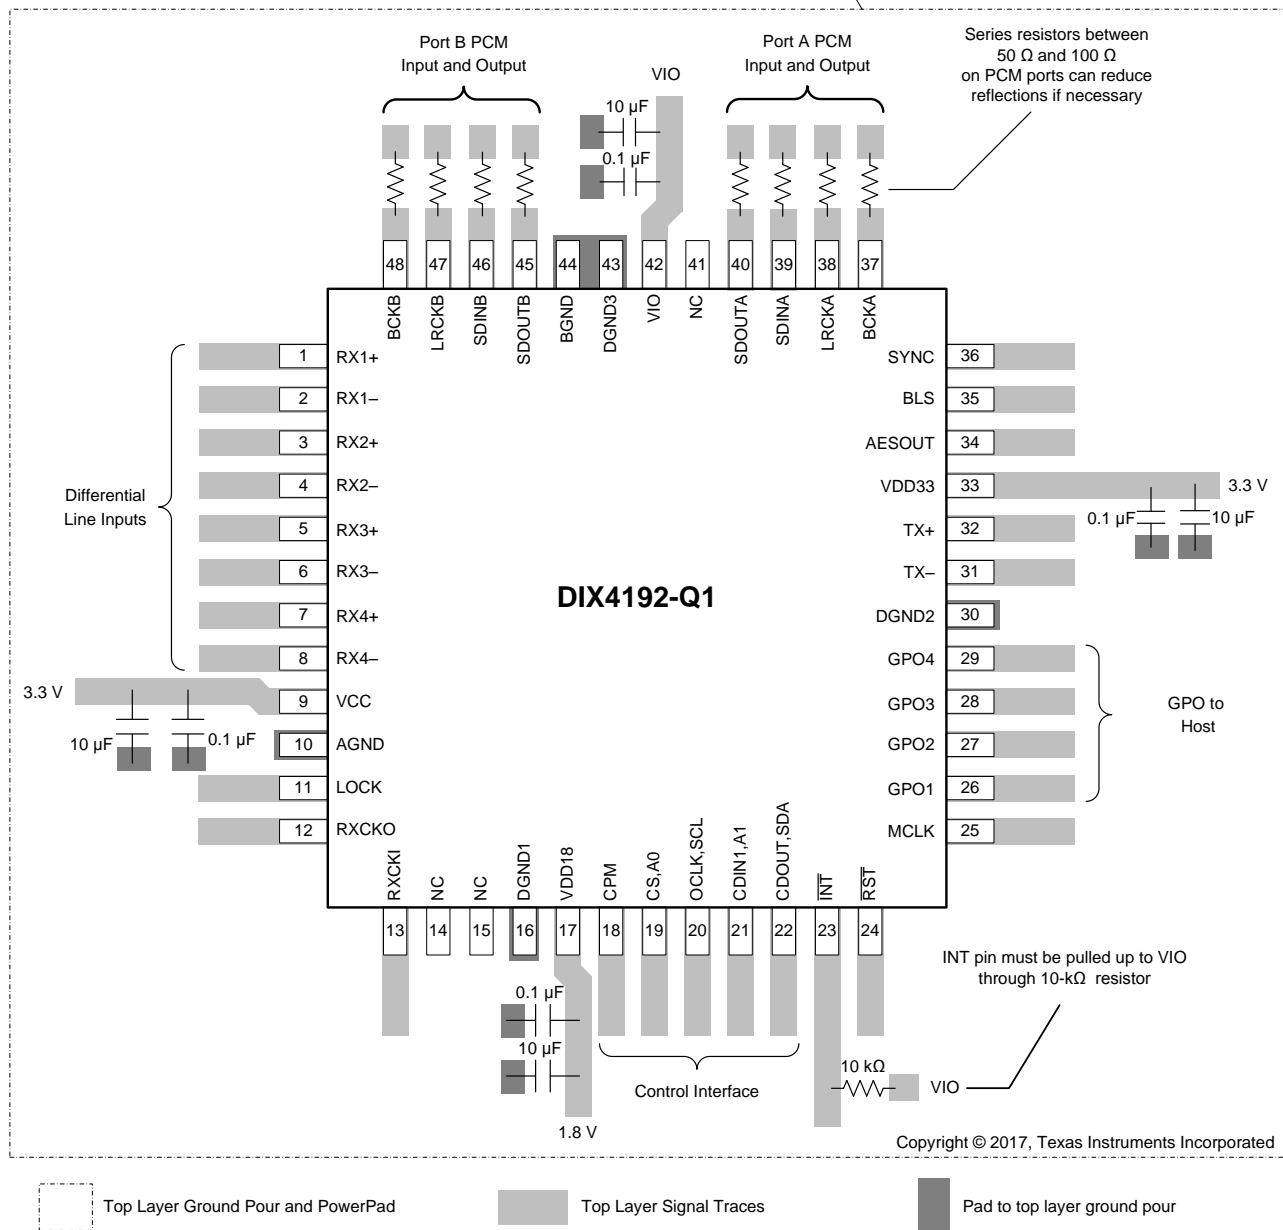 Port B PCM
Input and Output
VIO
Port A PCM
Input and Output
Series resistors between
50 Ω and 100 Ω
on PCM ports can reduce
reflections if necessary
10 µF
0.1 µF
48
47
46
45
44
43
42
41
40
39
38
37
BCKB
LRCKB
SDINB
SDOUTB
BGND
DGND3
VIO
NC
SDOUTA
SDINA
LRCKA
BCKA
Differential
Line Inputs
1 RX1+
2 RX1–
3 RX2+
4 RX2–
5 RX3+
6 RX3–
7 RX4+
8 RX4–
3.3 V
9 VCC
10 µF
0.1 µF
10 AGND
11 LOCK
12 RXCKO
DIX4192-Q1
SYNC 36
BLS 35
AESOUT 34
VDD33 33
3.3 V
0.1 µF
10 µF
TX+ 32
TX– 31
DGND2 30
GPO4 29
GPO3 28
GPO2 27
GPO1 26
MCLK 25
GPO to
Host
RXCKI
NC
NC
DGND1
VDD18
CPM
CS,A0
OCLK,SCL
CDIN1,A1
CDOUT,SDA
INT
RST
13
14
15
16
17
18
19
20
21
22
23
24
0.1 µF
10 µF
1.8 V
Control Interface
INT pin must be pulled up to VIO
through 10-kΩ resistor
10 kΩ
VIO
Copyright © 2017, Texas Instruments Incorporated
Top Layer Ground Pour and PowerPad
Top Layer Signal Traces
Pad to top layer ground pour